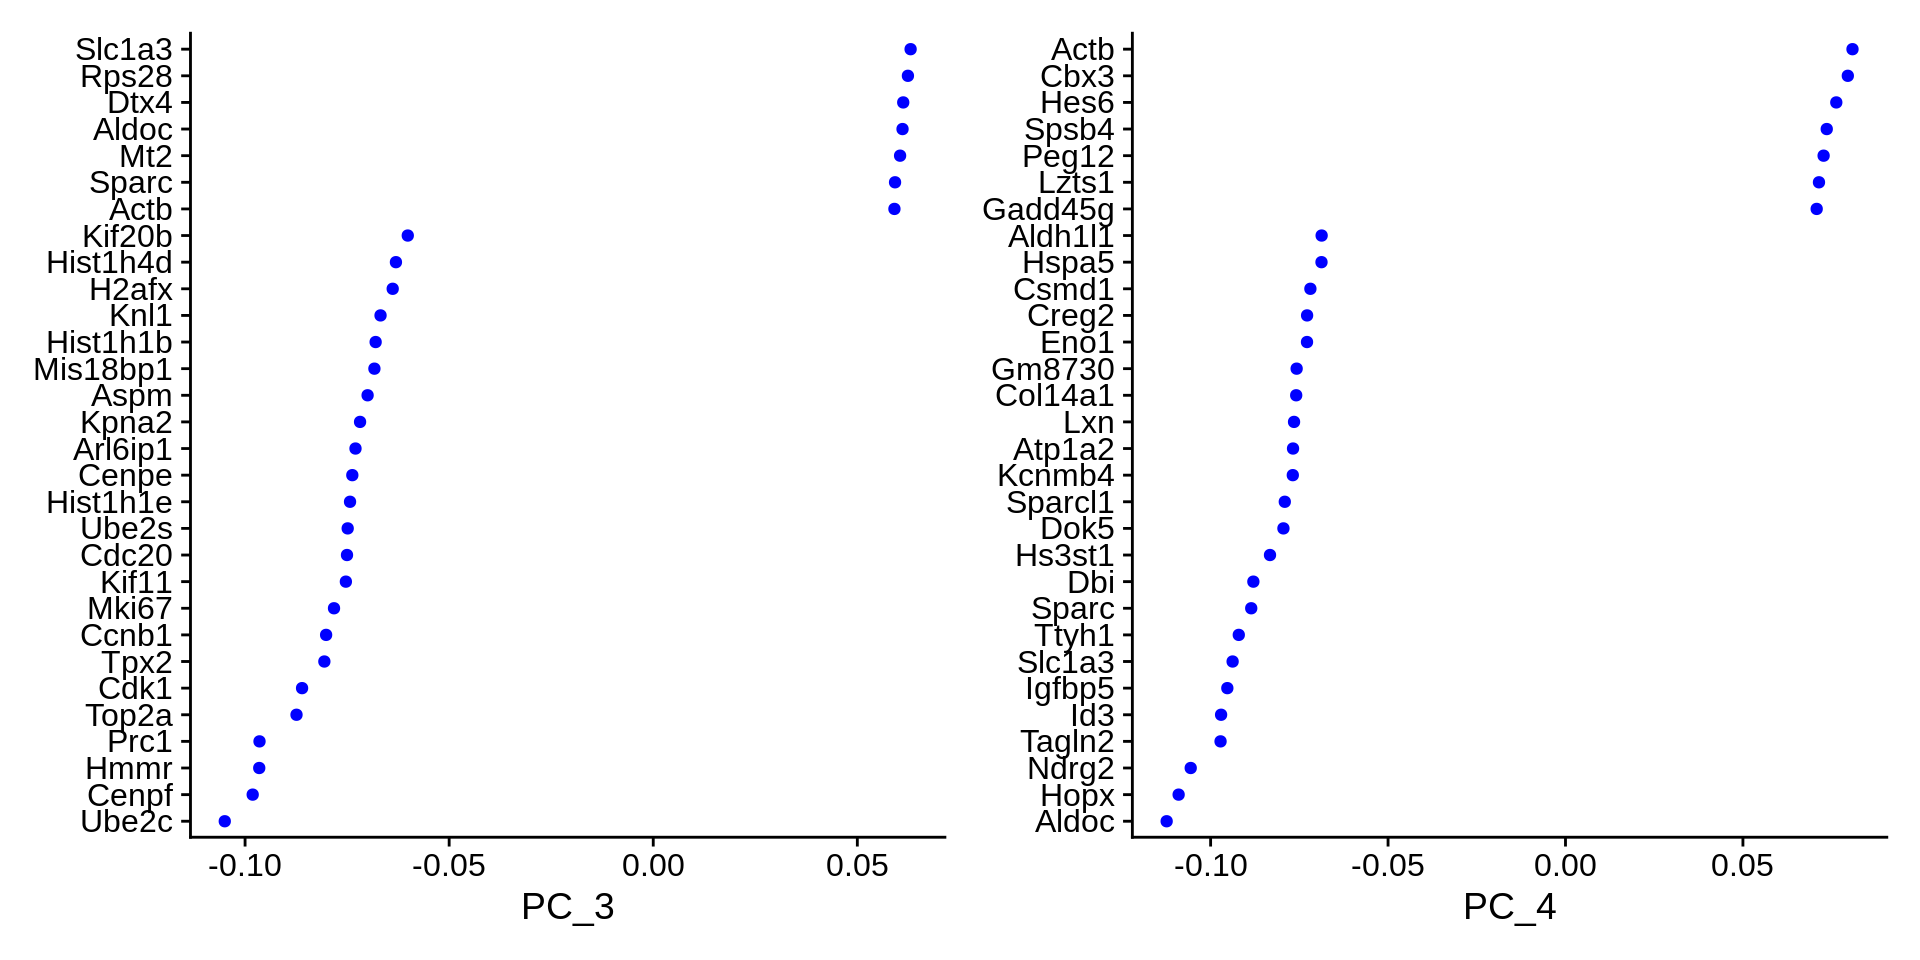 Slc1a3
Rps28
Dtx4
Aldoc
Mt2
Sparc
Actb
Kif20b
Hist1h4d
H2afx
Knl1
Hist1h1b
Mis18bp1
Aspm
Kpna2
Arl6ip1
Cenpe
Hist1h1e
Ube2s
Cdc20
Kif11
Mki67
Ccnb1
Tpx2
Cdk1
Top2a
Prc1
Hmmr
Cenpf
Ube2c
-0.10 -0.05 0.00 0.05
PC_3
Actb
Cbx3
Hes6
Spsb4
Peg12
Lzts1
Gadd45g
Aldh1l1
Hspa5
Csmd1
Creg2
Eno1
Gm8730
Col14a1
Lxn
Atp1a2
Kcnmb4
Sparcl1
Dok5
Hs3st1
Dbi
Sparc
Ttyh1
Slc1a3
Igfbp5
Id3
Tagln2
Ndrg2
Hopx
Aldoc
-0.10 -0.05 0.00 0.05
PC_4